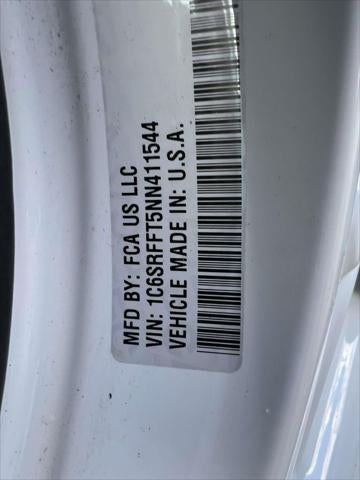 MFD BY: FCA US LLC
VIN: 1C6SRFFT5NN411544
VEHICLE MADE IN: U.S.A.